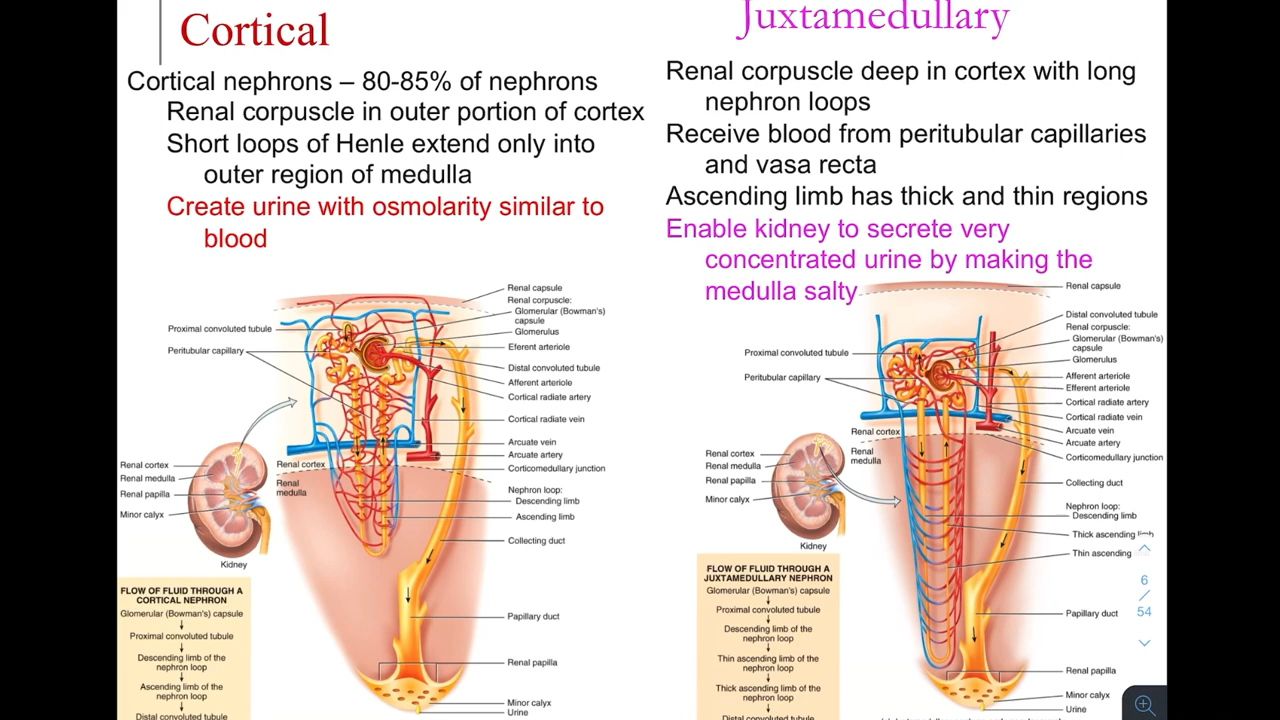 Cortical
Cortical nephrons – 80-85% of nephrons
Renal corpuscle in outer portion of cortex
Short loops of Henle extend only into
outer region of medulla
Create urine with osmolarity similar to
blood
Renal capsule
Renal corpuscle:
Glomerular (Bowman's)
capsule
Glomerulus
Eferent arteriole
Distal convoluted tubule
Afferent arteriole
Cortical radiate artery
Cortical radiate vein
Arcuate vein
Arcuate artery
Corticomedullary junction
Nephron loop:
Descending limb
Ascending limb
Collecting duct
Papillary duct
Renal papilla
Minor calyx
Urine
Proximal convoluted tubule
Peritubular capillary
Renal cortex
Renal medulla
Renal papilla
Minor calyx
Kidney
Renal cortex
Renal
medulla
FLOW OF FLUID THROUGH A
CORTICAL NEPHRON
Glomerular (Bowman's) capsule
Proximal convoluted tubule
Descending limb of the
nephron loop
Ascending limb of the
nephron loop
Distal convoluted tubule
Juxtamedullary
Renal corpuscle deep in cortex with long
nephron loops
Receive blood from peritubular capillaries
and vasa recta
Ascending limb has thick and thin regions
Enable kidney to secrete very
concentrated urine by making the
medulla salty
Renal capsule
Distal convoluted tubule
Renal corpuscle:
Glomerular (Bowman's)
capsule
Glomerulus
Afferent arteriole
Efferent arteriole
Cortical radiate artery
Cortical radiate vein
Arcuate vein
Arcuate artery
Corticomedullary junction
Collecting duct
Nephron loop:
Descending limb
Thick ascending limb
Thin ascending
Papillary duct
Renal papilla
Minor calyx
Urine
Proximal convoluted tubule
Peritubular capillary
Renal cortex
Renal
medulla
Renal cortex
Renal medulla
Renal papilla
Minor calyx
Kidney
FLOW OF FLUID THROUGH A
JUXTAMEDULLARY NEPHRON
Glomerular (Bowman's) capsule
Proximal convoluted tubule
Descending limb of the
nephron loop
Thin ascending limb of the
nephron loop
Thick ascending limb of the
nephron loop
Distal convoluted tubule
6
/
54